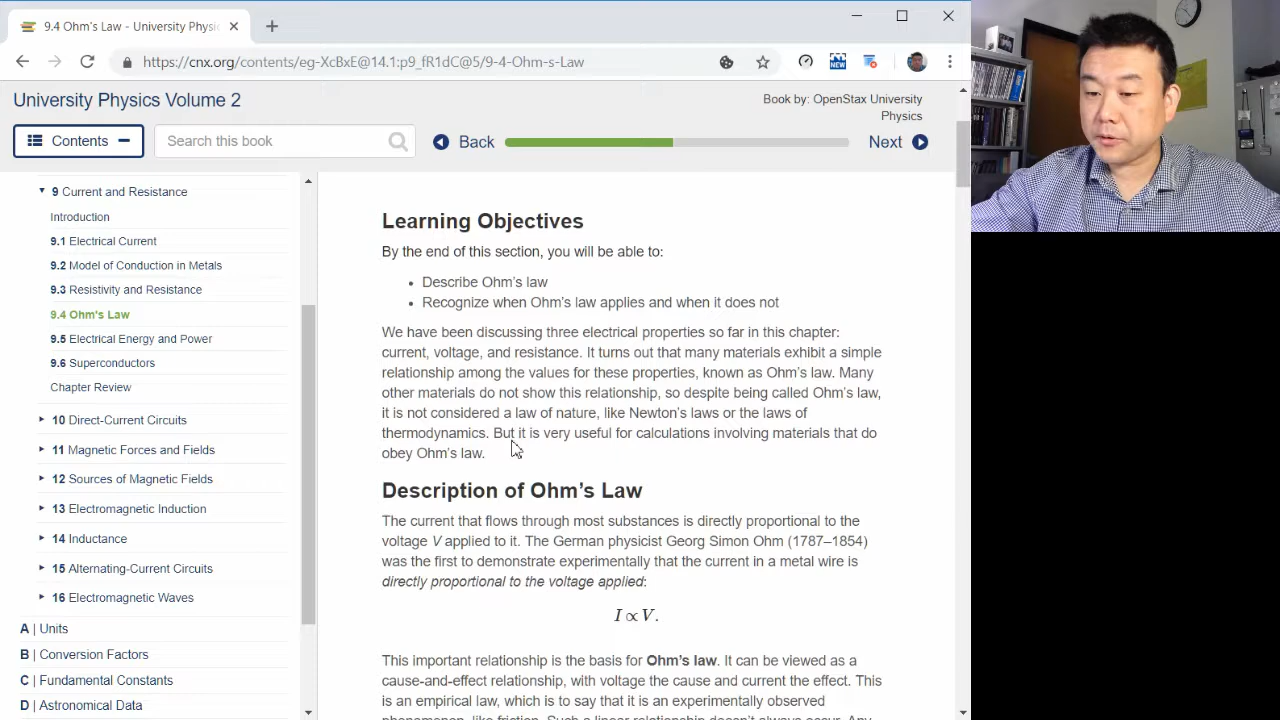 9.4 Ohm's Law - University Physic
https://cnx.org/contents/eg-XcBxE@14.1:p9_fR1dC@5/9-4-Ohm-s-Law
NEW
University Physics Volume 2
Book by: OpenStax University
Physics
Contents
Search this book
Back
Next
9 Current and Resistance
Introduction
9.1 Electrical Current
9.2 Model of Conduction in Metals
9.3 Resistivity and Resistance
9.4 Ohm's Law
9.5 Electrical Energy and Power
9.6 Superconductors
Chapter Review
10 Direct-Current Circuits
11 Magnetic Forces and Fields
12 Sources of Magnetic Fields
13 Electromagnetic Induction
14 Inductance
15 Alternating-Current Circuits
16 Electromagnetic Waves
A | Units
B | Conversion Factors
C | Fundamental Constants
D | Astronomical Data
Learning Objectives
By the end of this section, you will be able to:
• Describe Ohm's law
• Recognize when Ohm's law applies and when it does not
We have been discussing three electrical properties so far in this chapter:
current, voltage, and resistance. It turns out that many materials exhibit a simple
relationship among the values for these properties, known as Ohm's law. Many
other materials do not show this relationship, so despite being called Ohm's law,
it is not considered a law of nature, like Newton's laws or the laws of
thermodynamics. But it is very useful for calculations involving materials that do
obey Ohm's law.
Description of Ohm's Law
The current that flows through most substances is directly proportional to the
voltage V applied to it. The German physicist Georg Simon Ohm (1787–1854)
was the first to demonstrate experimentally that the current in a metal wire is
directly proportional to the voltage applied:
I ∝ V.
This important relationship is the basis for Ohm's law. It can be viewed as a
cause-and-effect relationship, with voltage the cause and current the effect. This
is an empirical law, which is to say that it is an experimentally observed
phenomenon, like friction. Such a linear relationship doesn't always occur. Any